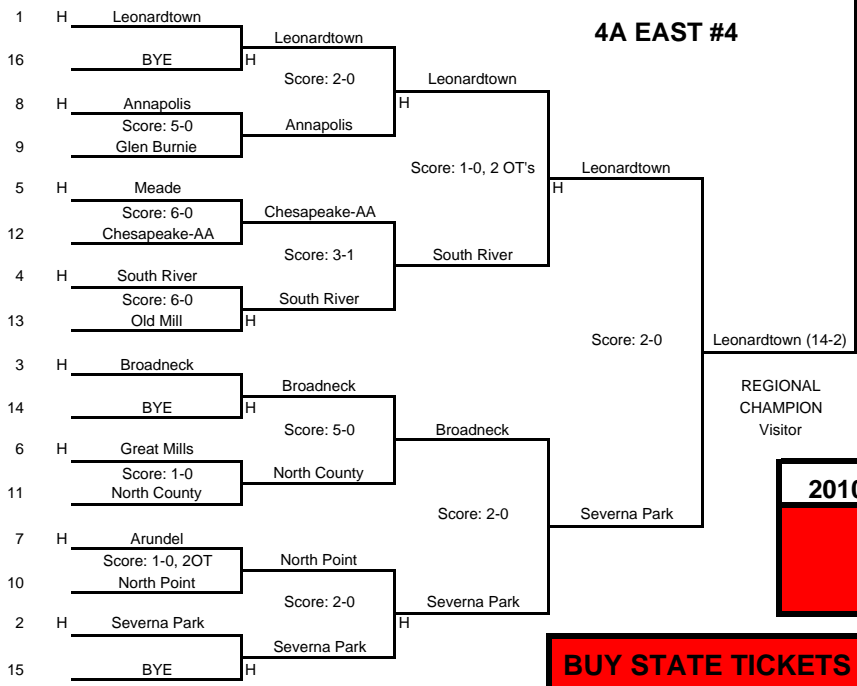 1 H Leonardtown
4A EAST #4
Leonardtown
16 BYE H
Score: 2-0
Leonardtown
8 H Annapolis
H
Score: 5-0
Annapolis
9 Glen Burnie
Score: 1-0, 2 OT's
Leonardtown
5 H Meade
H
Score: 6-0
Chesapeake-AA
12 Chesapeake-AA
Score: 3-1
South River
4 H South River
Score: 6-0
South River
13 Old Mill H
Score: 2-0
Leonardtown (14-2)
3 H Broadneck
Broadneck
REGIONAL
CHAMPION
Visitor
14 BYE H
Score: 5-0
Broadneck
6 H Great Mills
Score: 1-0
North County
11 North County
2010
Score: 2-0
Severna Park
7 H Arundel
Score: 1-0, 2OT
North Point
10 North Point
Score: 2-0
Severna Park
2 H Severna Park
H
Severna Park
15 BYE H
BUY STATE TICKETS